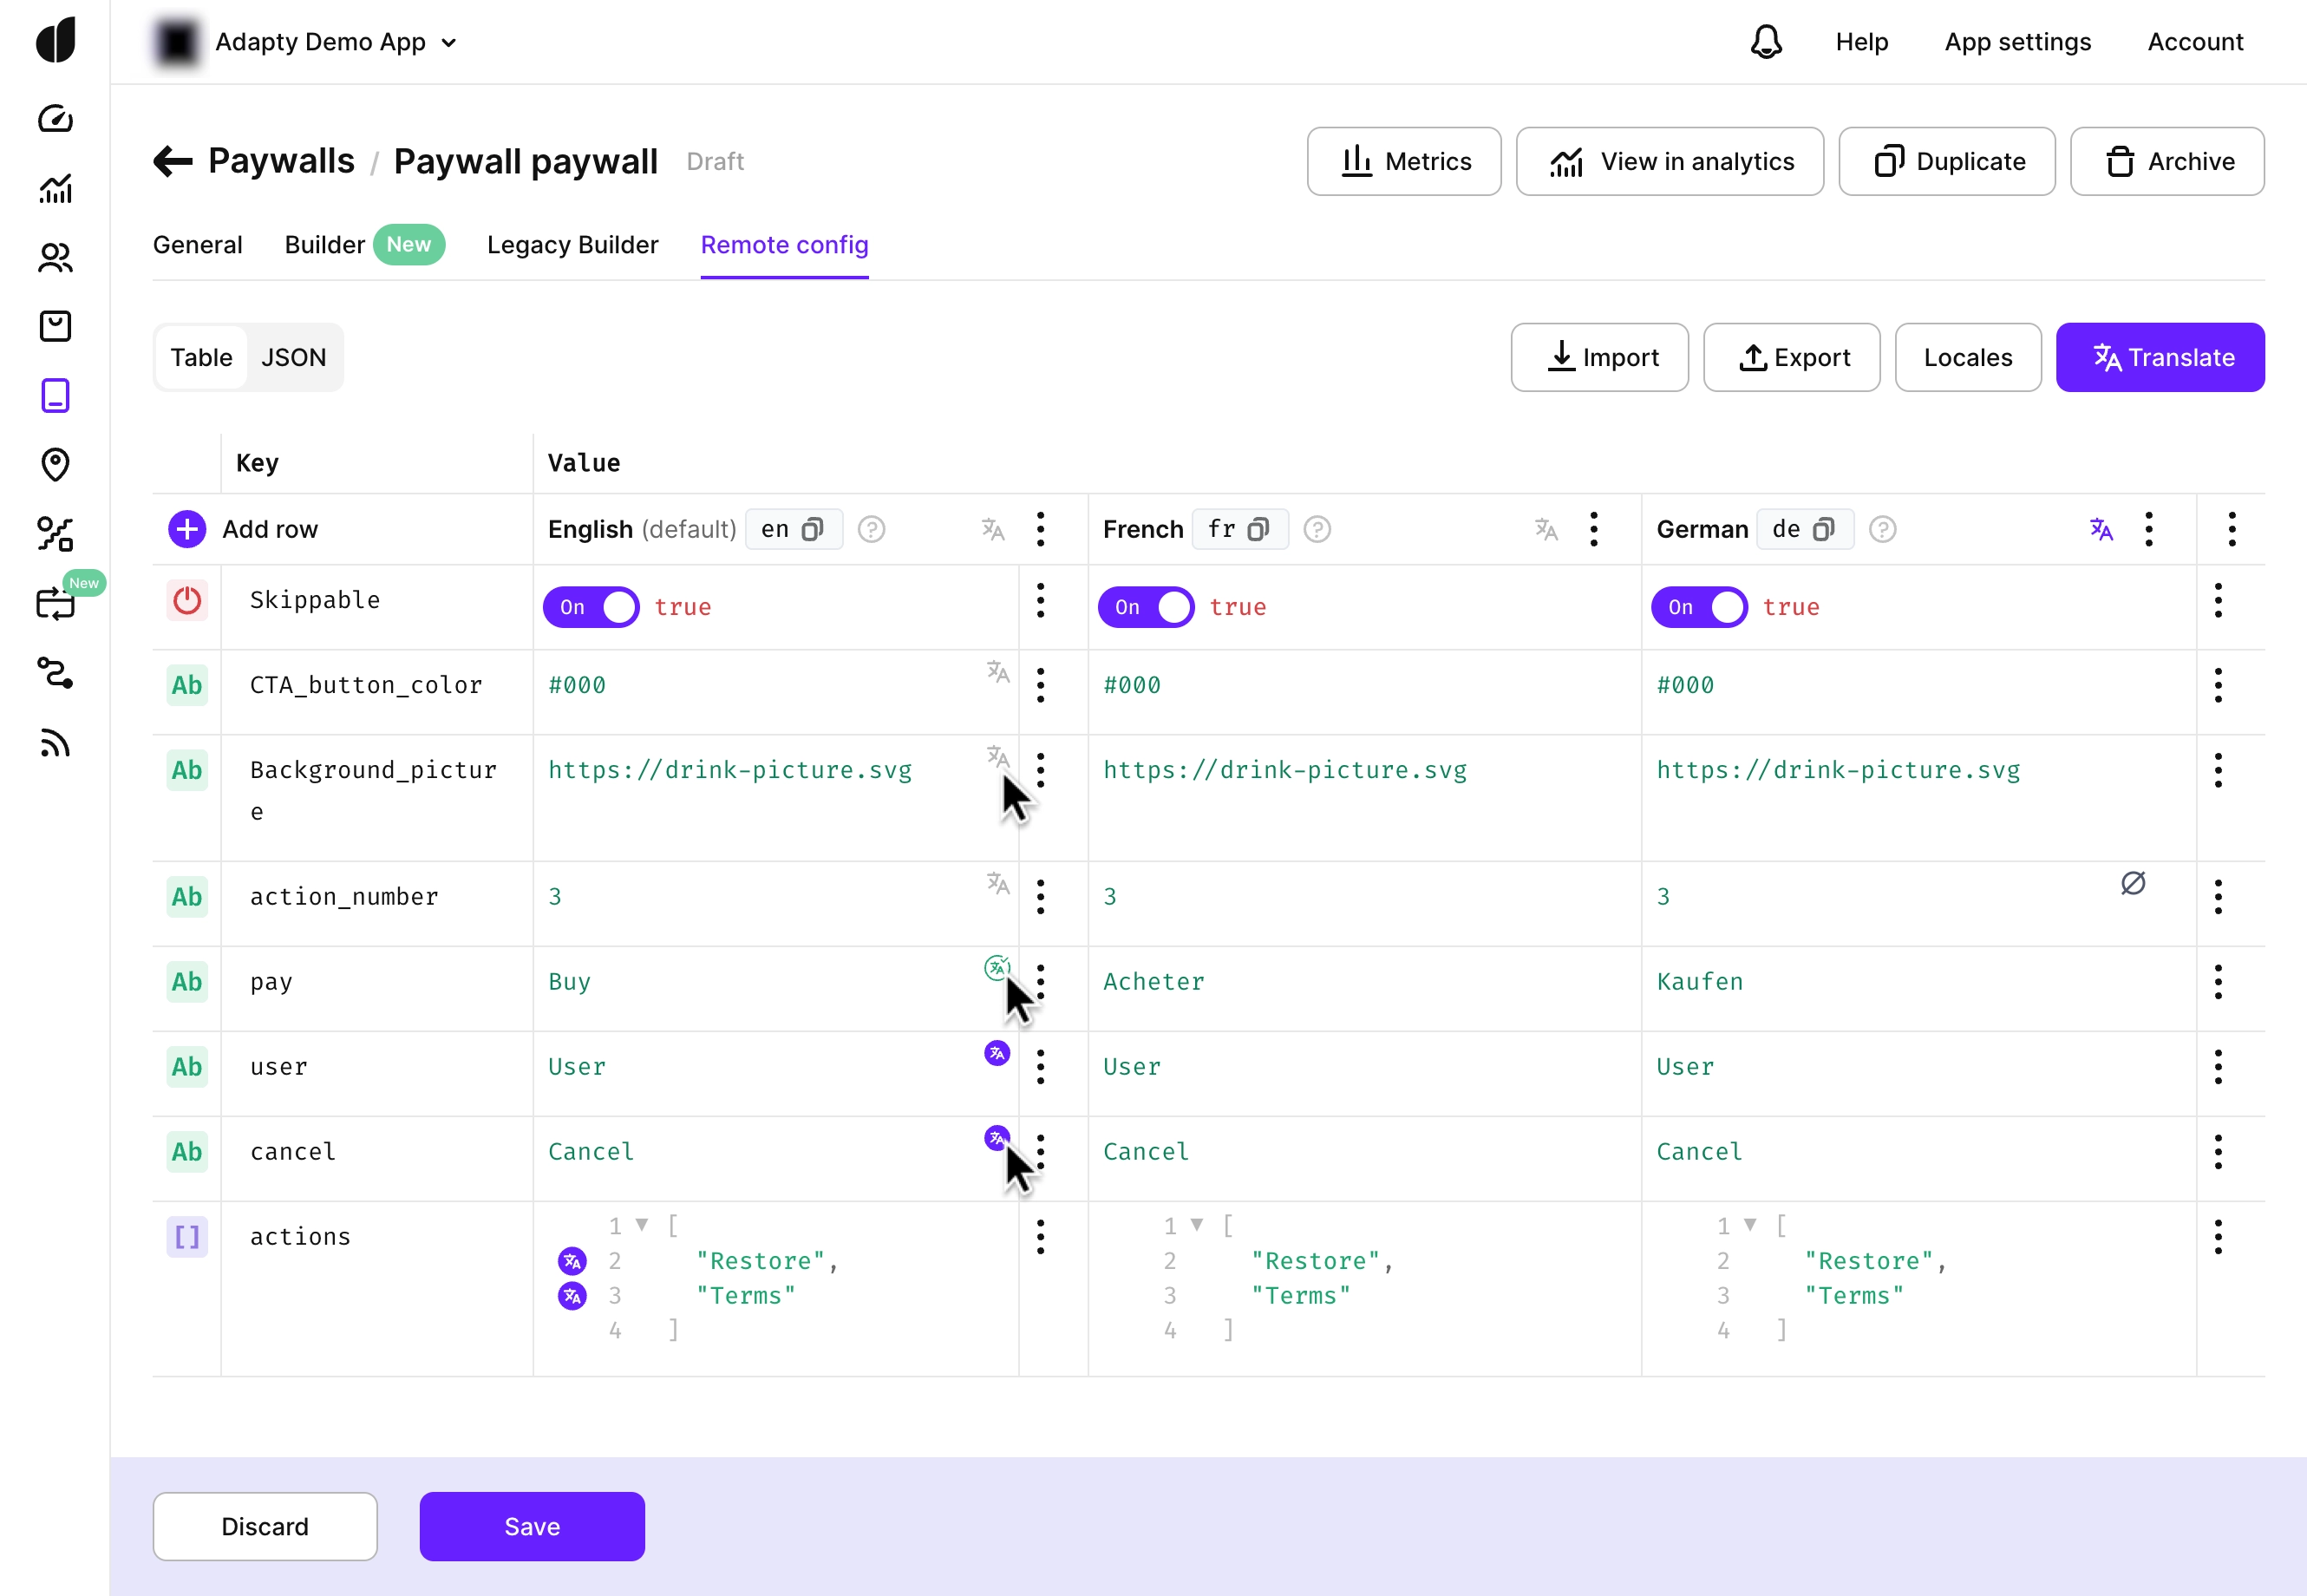 Adapty Demo App
Help
App settings
Account
Paywalls / Paywall paywall Draft
Metrics
View in analytics
Duplicate
Archive
General
Builder New
Legacy Builder
Remote config
Table JSON
Import
Export
Locales
Translate
Key Value
Add row English (default) en French fr German de
New
Skippable On true On true On true
Ab CTA_button_color #000 #000 #000
Ab Background_pictur https://drink-picture.svg https://drink-picture.svg https://drink-picture.svg
e
Ab action_number 3 3 3
Ab pay Buy Acheter Kaufen
Ab user User User User
Ab cancel Cancel Cancel Cancel
[] actions 1 [ 1 [ 1 [
2 "Restore", 2 "Restore", 2 "Restore",
3 "Terms" 3 "Terms" 3 "Terms"
4 ] 4 ] 4 ]
Discard
Save